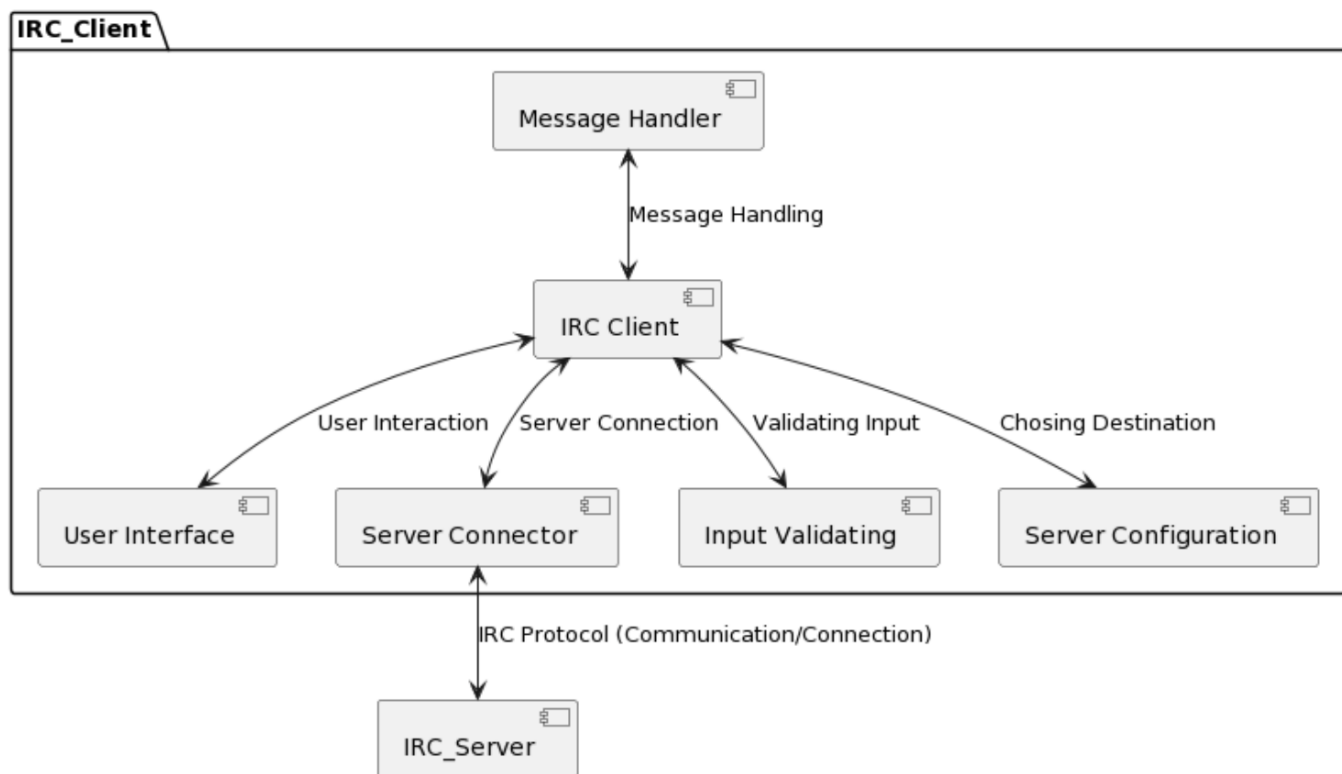 IRC_Client
Message Handler
Message Handling
IRC Client
User Interaction
Server Connection
Validating Input
Chosing Destination
User Interface
Server Connector
Input Validating
Server Configuration
IRC Protocol (Communication/Connection)
IRC_Server